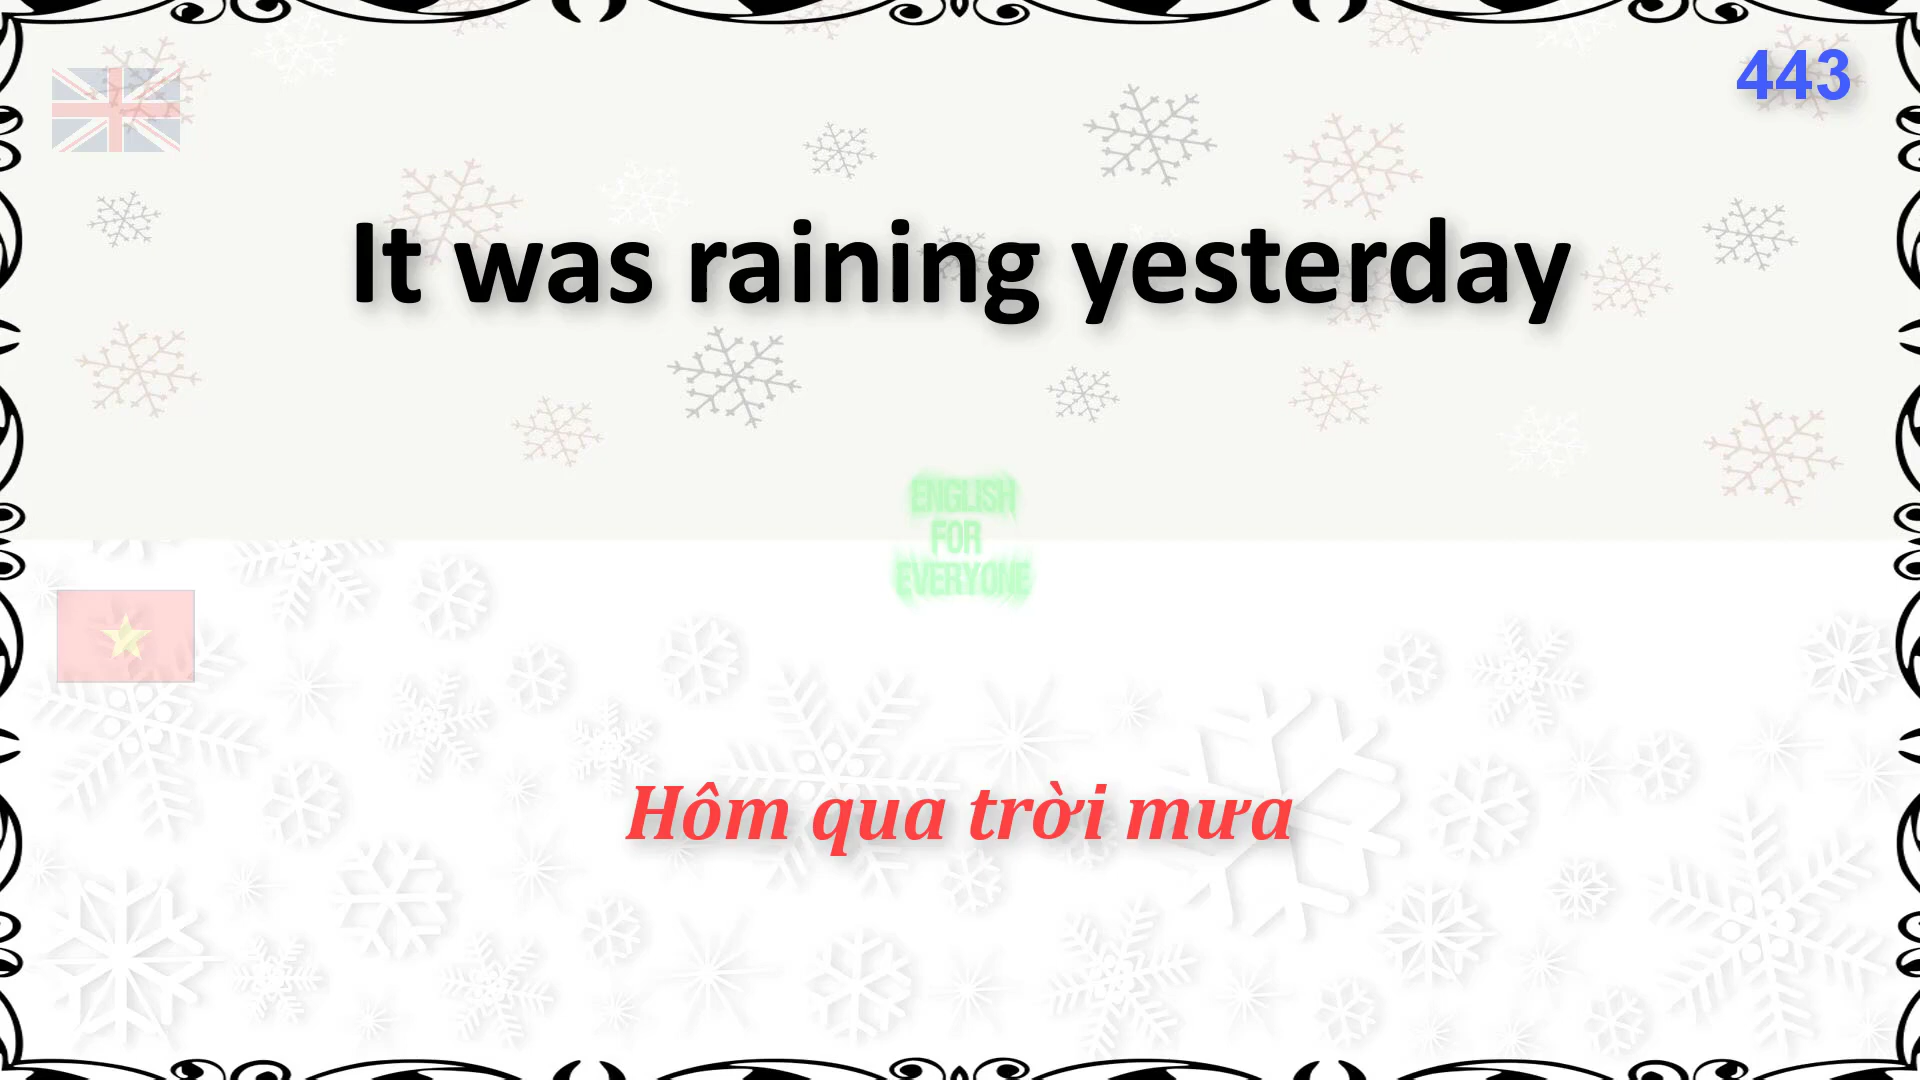 443
It was raining yesterday
ENGLISH
FOR
EVERYONE
Hôm qua trời mưa